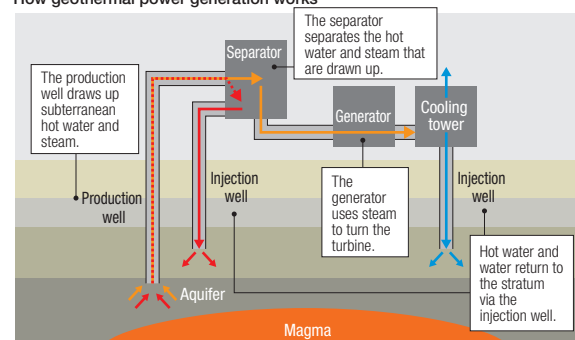 How geothermal power generation works
The separator
separates the hot
water and steam that
are drawn up.
Separator
The production
well draws up
subterranean
hot water and
steam.
Generator
Cooling
tower
Production
well
Injection
well
The
generator
uses steam
to turn the
turbine.
Injection
well
Hot water and
water return to
the stratum
via the
injection well.
Aquifer
Magma